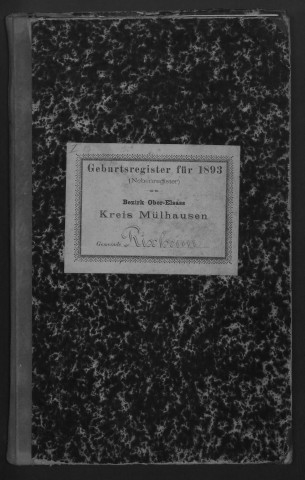 Geburtsregister für 1893
(Nebenregister)
Bezirk Ober-Elsass
Kreis Mülhausen
Gemeinde Rixheim